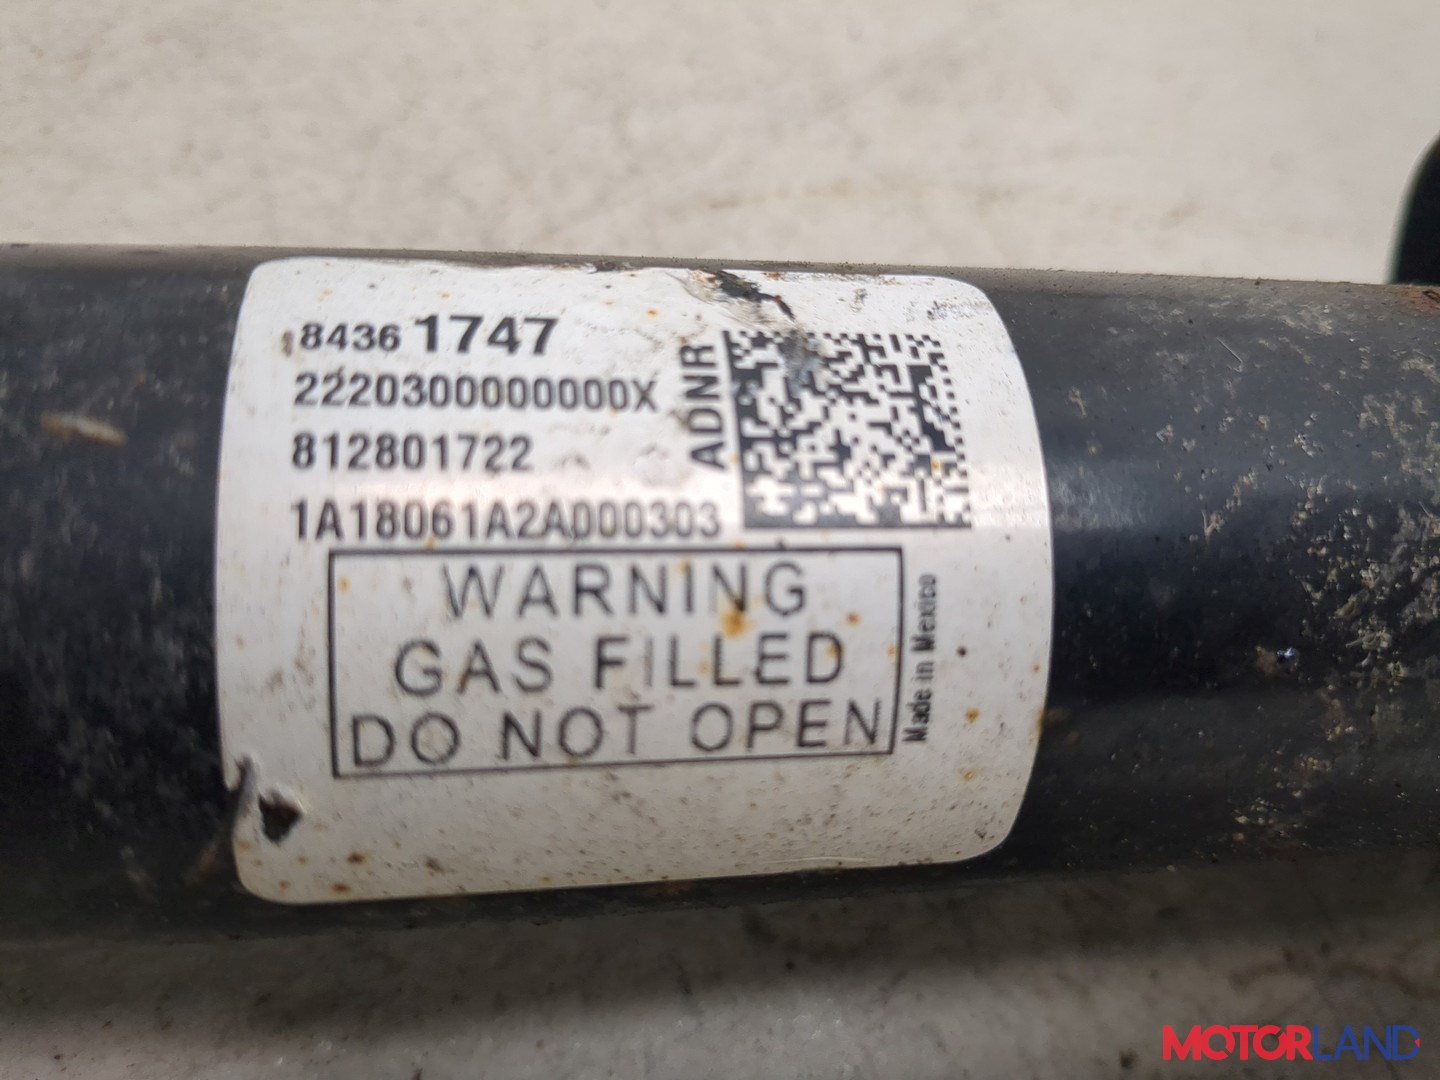 84361747
2220300000000X
812801722
1A18061A2A000303
ADNR
WARNING
GAS FILLED
DO NOT OPEN
Made in Mexico
MOTORLAND